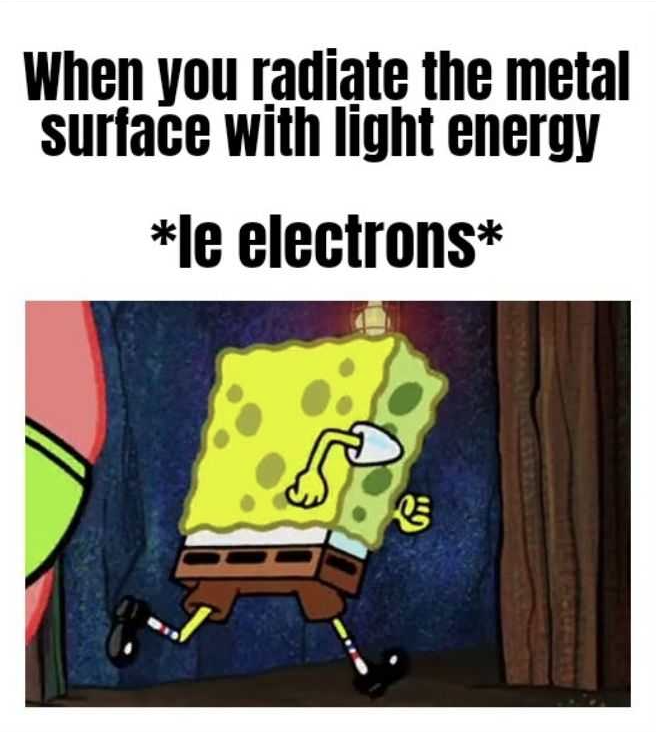 When you radiate the metal
surface with light energy
*le electrons*